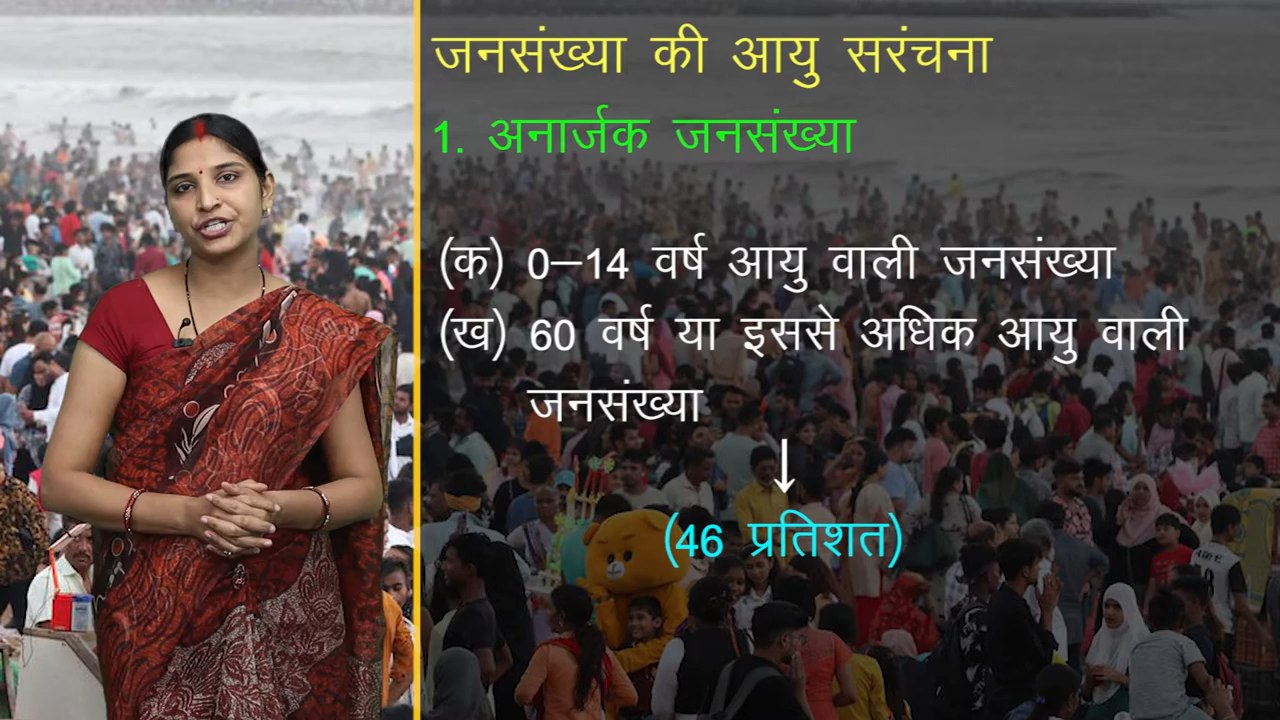 जनसंख्या की आयु सरंचना
1. अनार्जक जनसंख्या
(क) 0–14 वर्ष आयु वाली जनसंख्या
(ख) 60 वर्ष या इससे अधिक आयु वाली
जनसंख्या
↓
(46 प्रतिशत)